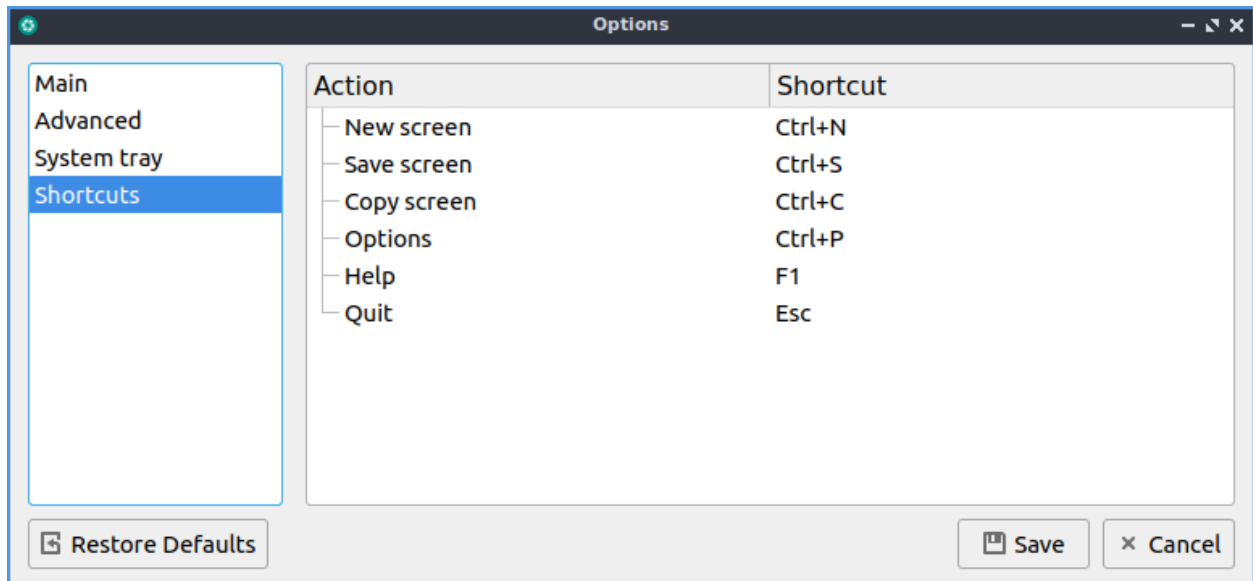 Options
Main
Advanced
System tray
Shortcuts
Action Shortcut
New screen Ctrl+N
Save screen Ctrl+S
Copy screen Ctrl+C
Options Ctrl+P
Help F1
Quit Esc
Restore Defaults Save Cancel